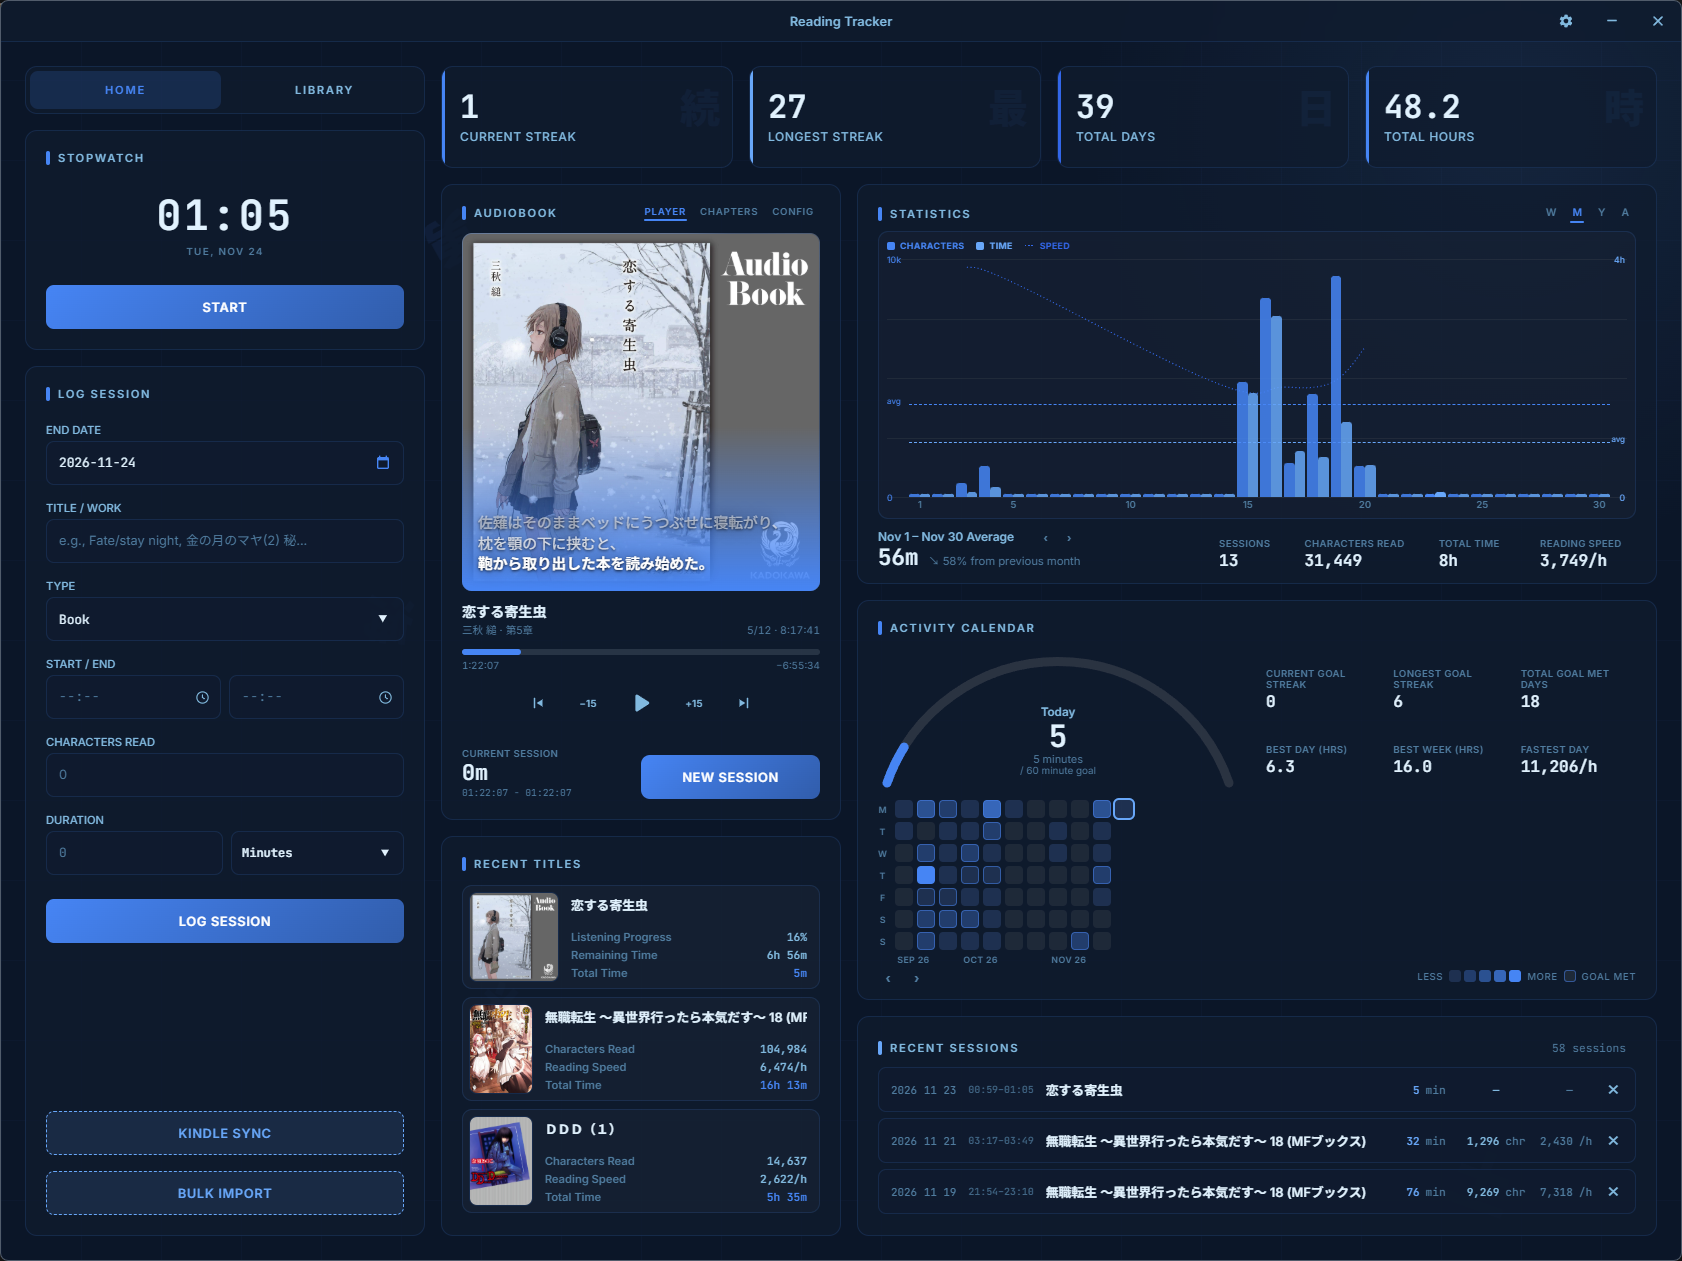 Reading Tracker
HOME
LIBRARY
1
CURRENT STREAK
続
27
LONGEST STREAK
最
39
TOTAL DAYS
日
48.2
TOTAL HOURS
時
STOPWATCH
01:05
TUE, NOV 24
START
LOG SESSION
END DATE
2026-11-24
TITLE / WORK
e.g., Fate/stay night, 金の月のマヤ(2) 秘...
TYPE
Book
START / END
--:--
--:--
CHARACTERS READ
0
DURATION
0
Minutes
LOG SESSION
KINDLE SYNC
BULK IMPORT
AUDIOBOOK
PLAYER
CHAPTERS
CONFIG
三秋 縋
恋する寄生虫
Audio
Book
佐薙はそのままベッドにうつぶせに寝転がり、
枕を顎の下に挟むと、
鞄から取り出した本を読み始めた。
KADOKAWA
恋する寄生虫
三秋 縋 · 第5章
5/12 · 8:17:41
1:22:07
−6:55:34
−15
+15
CURRENT SESSION
0m
01:22:07 - 01:22:07
NEW SESSION
RECENT TITLES
Audio
Book
恋する寄生虫
Listening Progress 16%
Remaining Time 6h 56m
Total Time 5m
無職転生 ～異世界行ったら本気だす～ 18 (MF
Characters Read 104,984
Reading Speed 6,474/h
Total Time 16h 13m
DDD（1）
Characters Read 14,637
Reading Speed 2,622/h
Total Time 5h 35m
STATISTICS
W M Y A
CHARACTERS TIME SPEED
10k
4h
avg
avg
0
0
1 5 10 15 20 25 30
Nov 1 – Nov 30 Average ‹ ›
56m ↘ 58% from previous month
SESSIONS
13
CHARACTERS READ
31,449
TOTAL TIME
8h
READING SPEED
3,749/h
ACTIVITY CALENDAR
Today
5
5 minutes
/ 60 minute goal
CURRENT GOAL STREAK
0
LONGEST GOAL STREAK
6
TOTAL GOAL MET DAYS
18
BEST DAY (HRS)
6.3
BEST WEEK (HRS)
16.0
FASTEST DAY
11,206/h
M
T
W
T
F
S
S
SEP 26 OCT 26 NOV 26
‹ ›
LESS MORE GOAL MET
RECENT SESSIONS
58 sessions
2026 11 23 00:59–01:05 恋する寄生虫 5 min — —
2026 11 21 03:17–03:49 無職転生 ～異世界行ったら本気だす～ 18 (MFブックス) 32 min 1,296 chr 2,430 /h
2026 11 19 21:54–23:10 無職転生 ～異世界行ったら本気だす～ 18 (MFブックス) 76 min 9,269 chr 7,318 /h